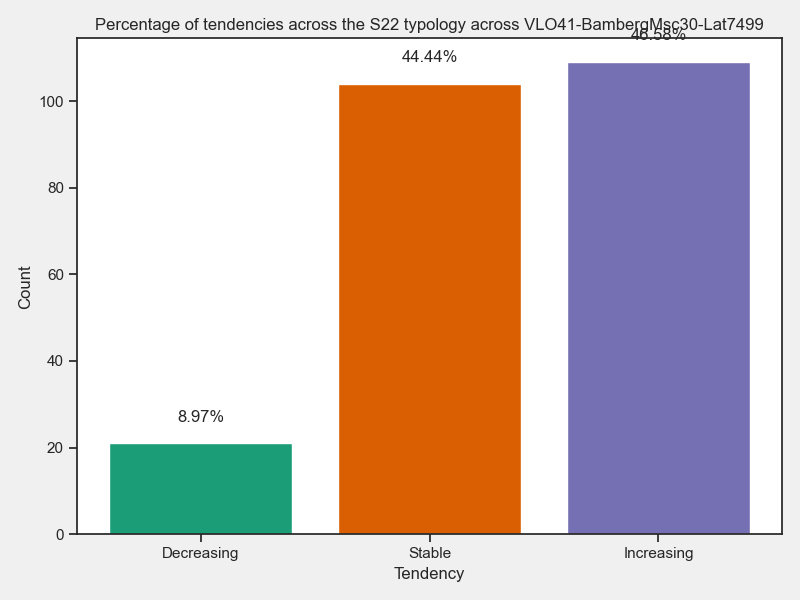 Percentage of tendencies across the S22 typology across VLO41-BambergMsc30-Lat7499
46.58%
44.44%
8.97%
100
80
60
40
20
0
Count
Decreasing Stable Increasing
Tendency